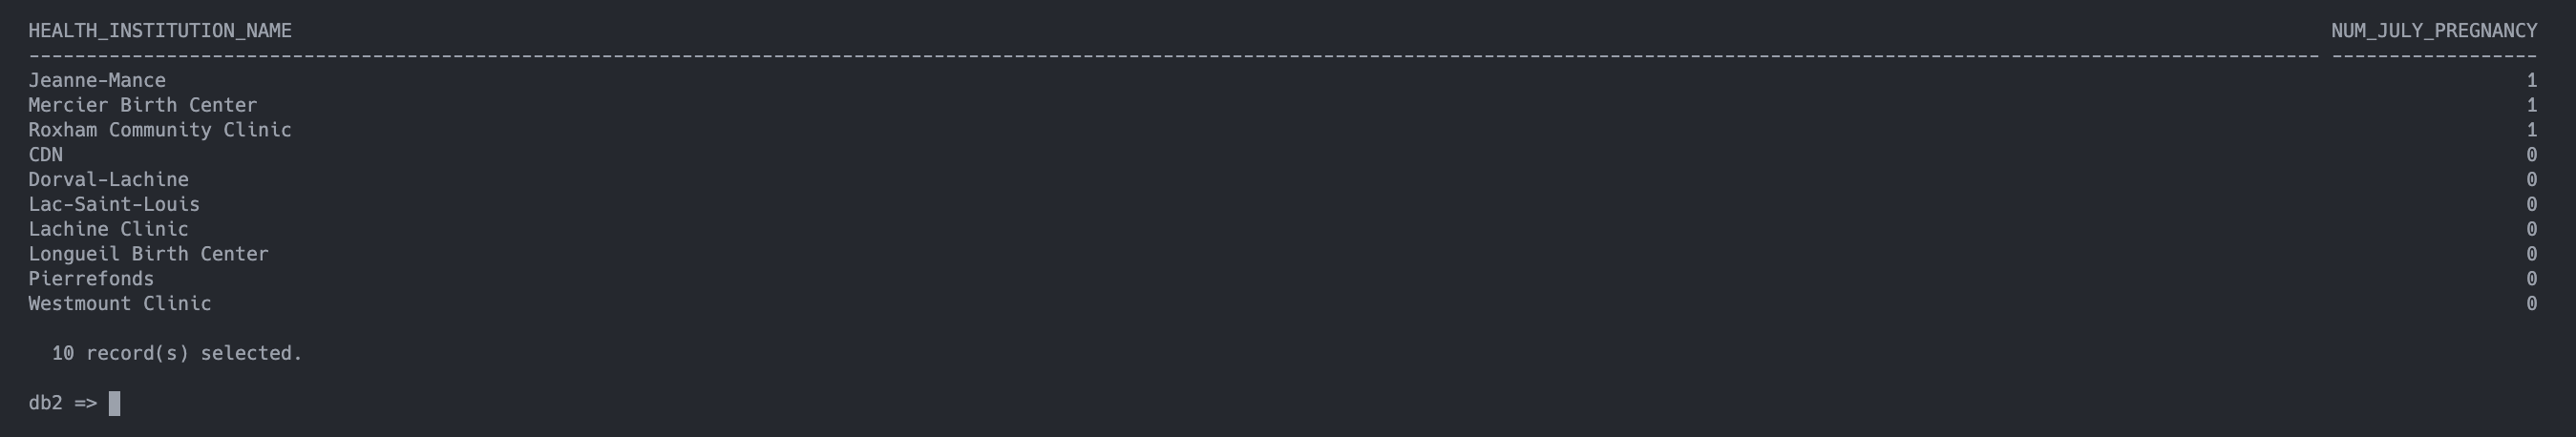 HEALTH_INSTITUTION_NAME NUM_JULY_PREGNANCY
Jeanne-Mance 1
Mercier Birth Center 1
Roxham Community Clinic 1
CDN 0
Dorval-Lachine 0
Lac-Saint-Louis 0
Lachine Clinic 0
Longueil Birth Center 0
Pierrefonds 0
Westmount Clinic 0
10 record(s) selected.
db2 =>